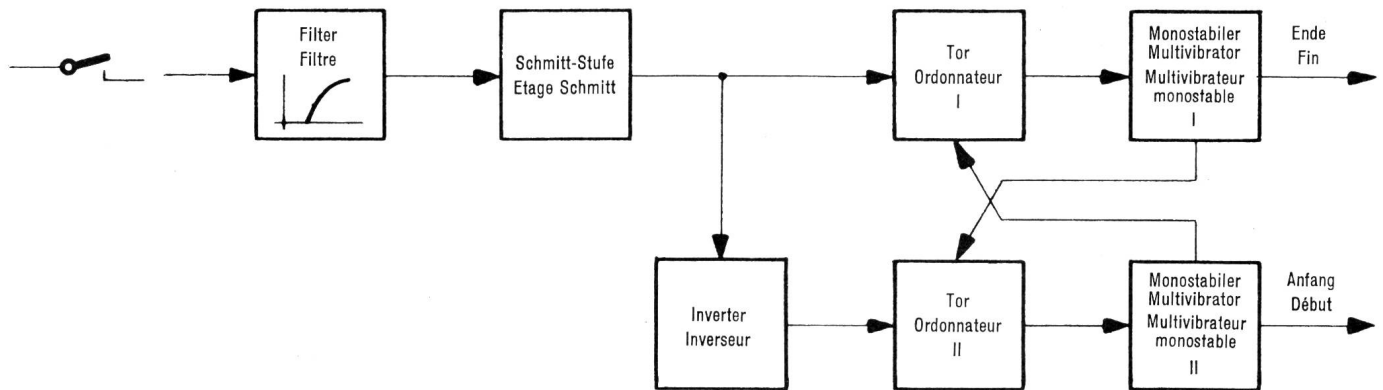 Filter
Filtre
Schmitt-Stufe
Etage Schmitt
Tor
Ordonnateur
I
Monostabiler
Multivibrator
Multivibrateur
monostable
I
Ende
Fin
Inverter
Inverseur
Tor
Ordonnateur
II
Monostabiler
Multivibrator
Multivibrateur
monostable
II
Anfang
Début